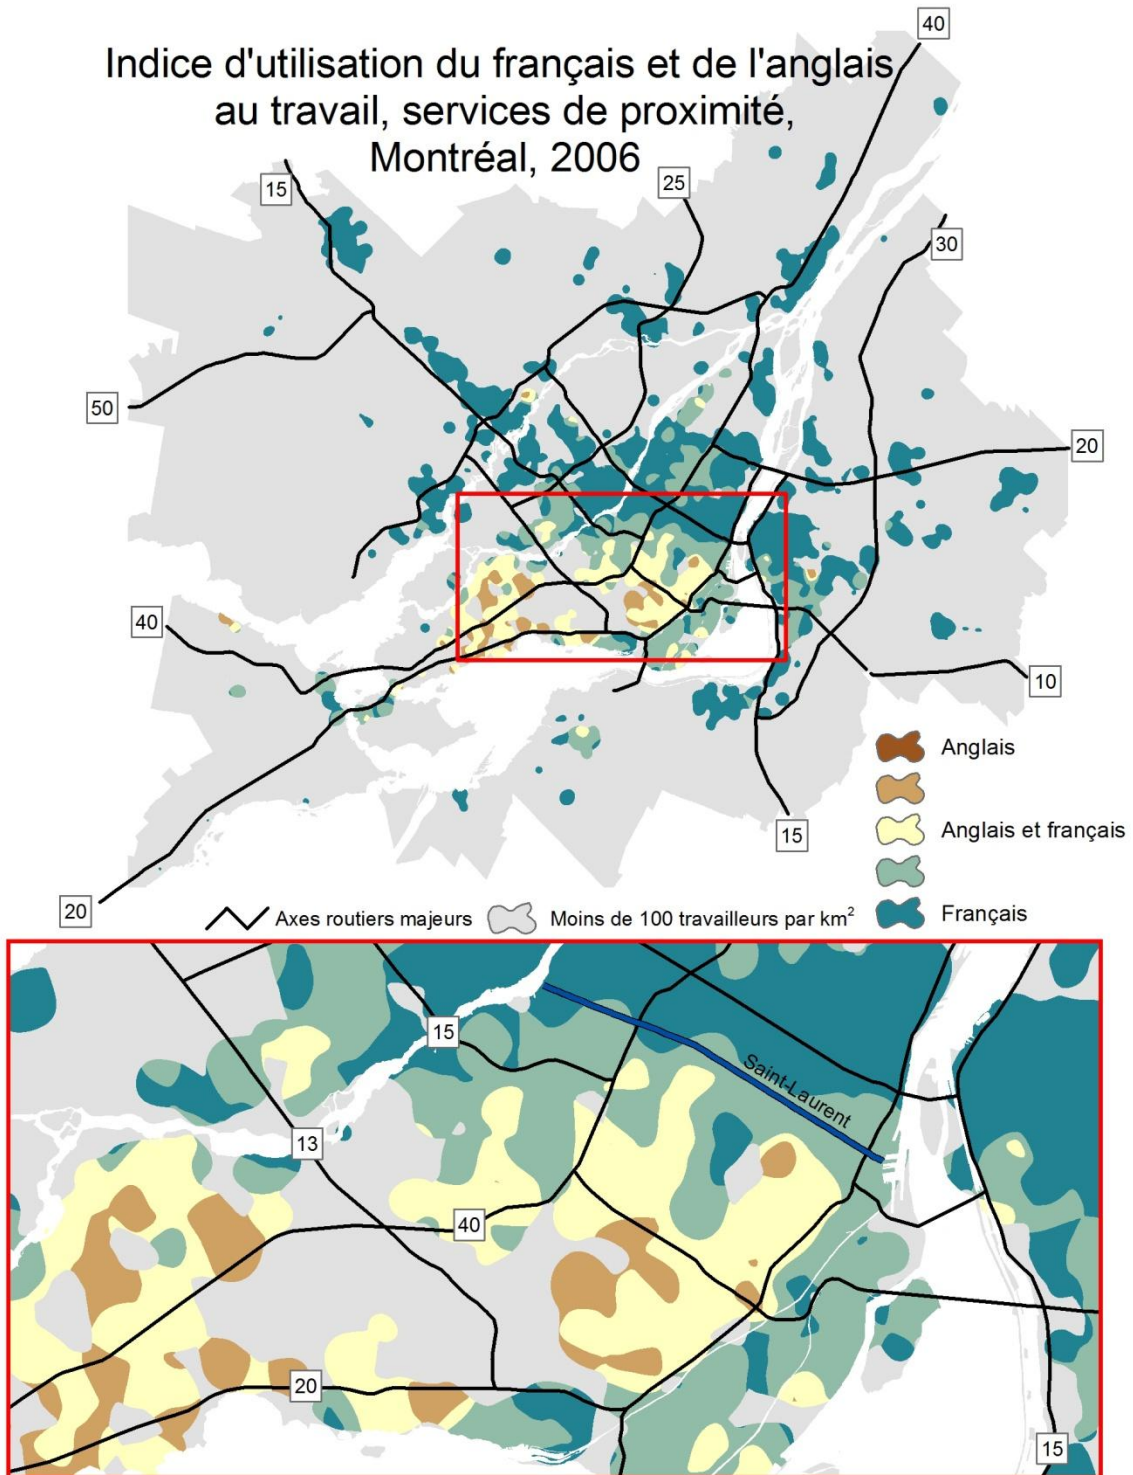 Indice d'utilisation du français et de l'anglais
au travail, services de proximité,
Montréal, 2006
40
15
25
30
50
20
40
10
15
20
Anglais
Anglais et français
Français
Axes routiers majeurs
Moins de 100 travailleurs par km²
15
Saint-Laurent
13
40
20
15